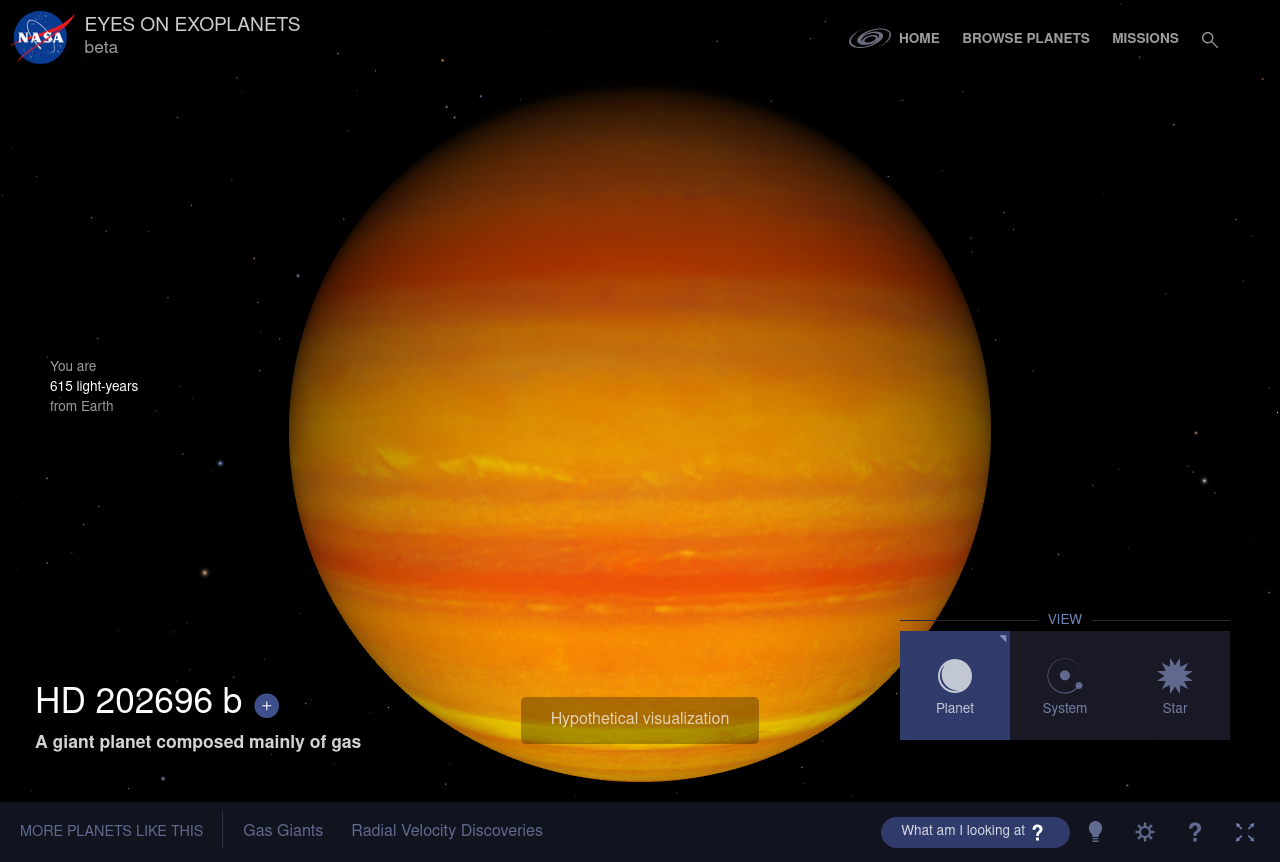 NASA
EYES ON EXOPLANETS
beta
HOME
BROWSE PLANETS
MISSIONS
You are
615 light-years
from Earth
VIEW
Planet
System
Star
HD 202696 b +
A giant planet composed mainly of gas
Hypothetical visualization
MORE PLANETS LIKE THIS
Gas Giants
Radial Velocity Discoveries
What am I looking at ?
?